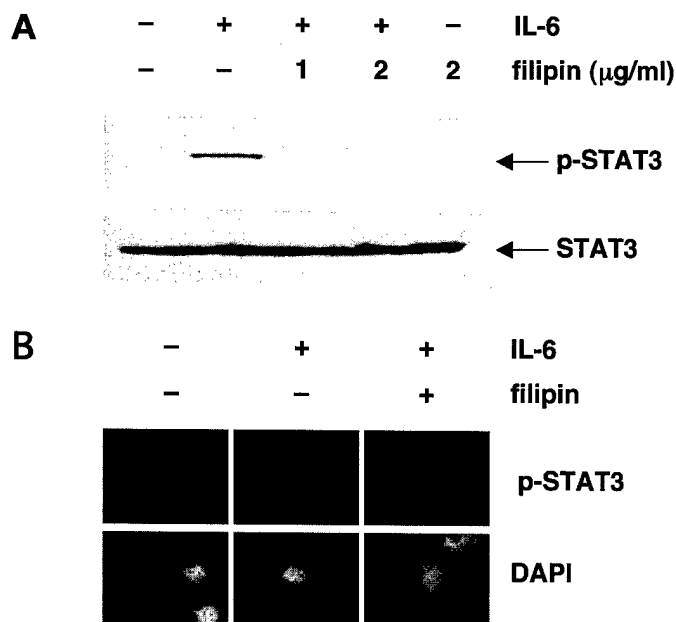 A − + + + − IL-6
− − 1 2 2 filipin (μg/ml)
p-STAT3
STAT3
B − + + IL-6
− − + filipin
p-STAT3
DAPI